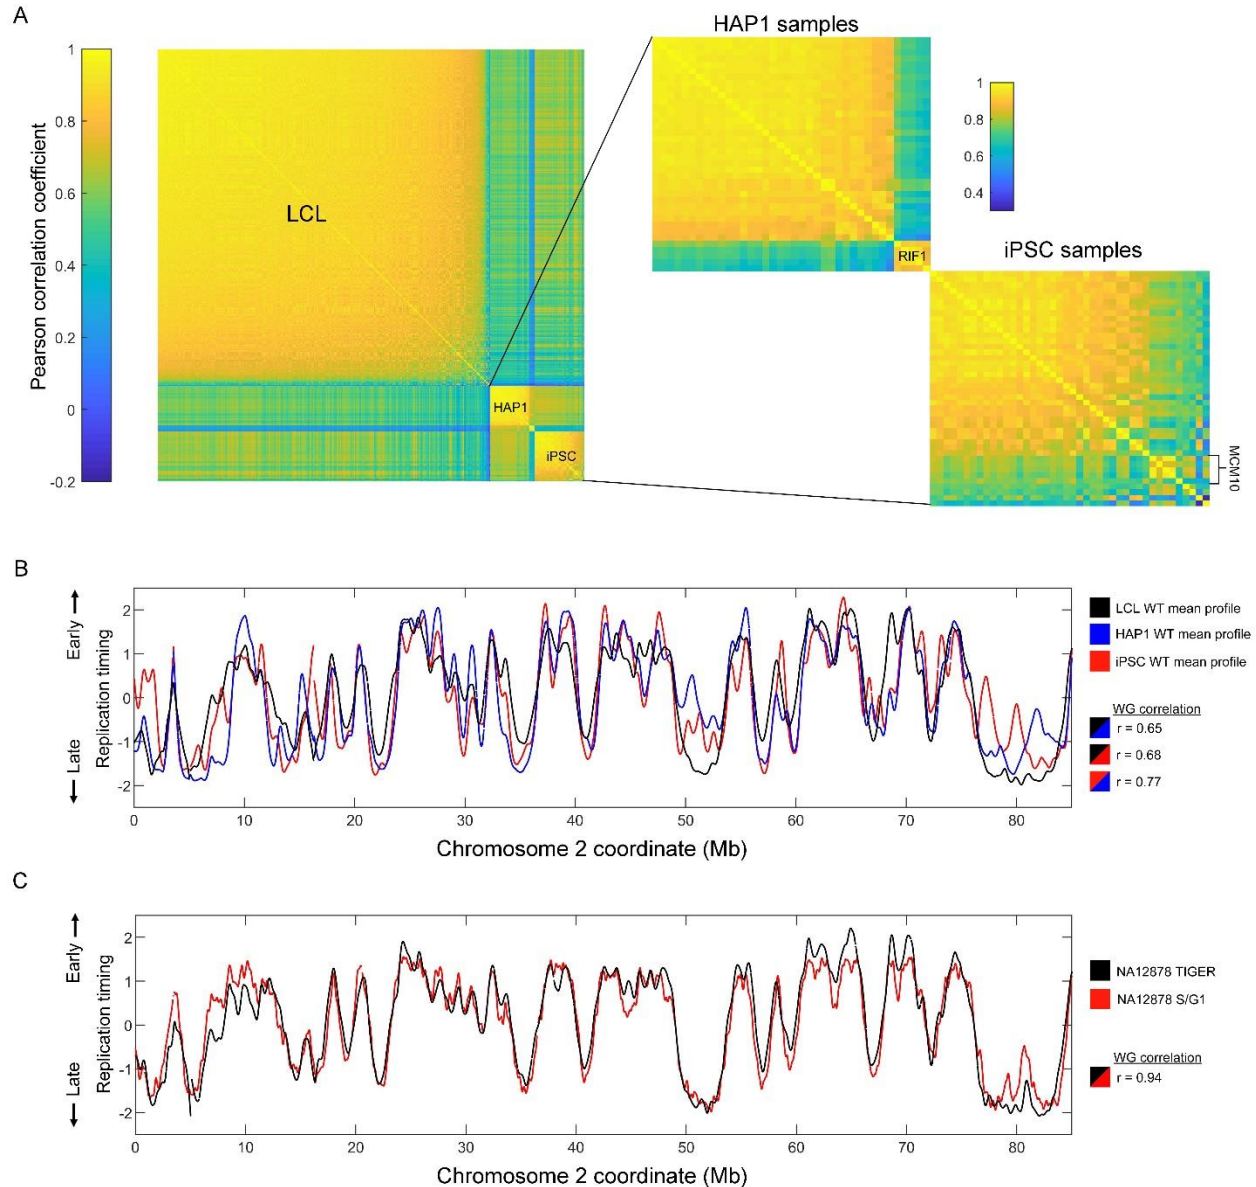 A
HAP1 samples
1
0.8
0.6
0.4
0.2
0
-0.2
Pearson correlation coefficient
LCL
HAP1
iPSC
RIF1
1
0.8
0.6
0.4
iPSC samples
MCM10
B
Early
Late
Replication timing
2
1
0
-1
-2
0 10 20 30 40 50 60 70 80
Chromosome 2 coordinate (Mb)
LCL WT mean profile
HAP1 WT mean profile
iPSC WT mean profile
WG correlation
r = 0.65
r = 0.68
r = 0.77
C
Early
Late
Replication timing
2
1
0
-1
-2
0 10 20 30 40 50 60 70 80
Chromosome 2 coordinate (Mb)
NA12878 TIGER
NA12878 S/G1
WG correlation
r = 0.94